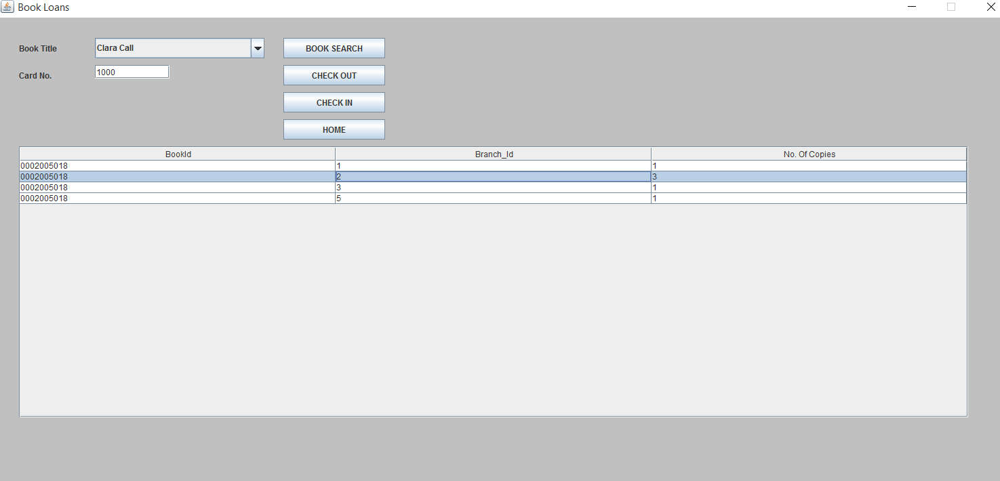 Book Loans
Book Title Clara Call BOOK SEARCH
Card No. 1000 CHECK OUT
CHECK IN
HOME
BookId Branch_Id No. Of Copies
0002005018 1 1
0002005018 2 3
0002005018 3 1
0002005018 5 1